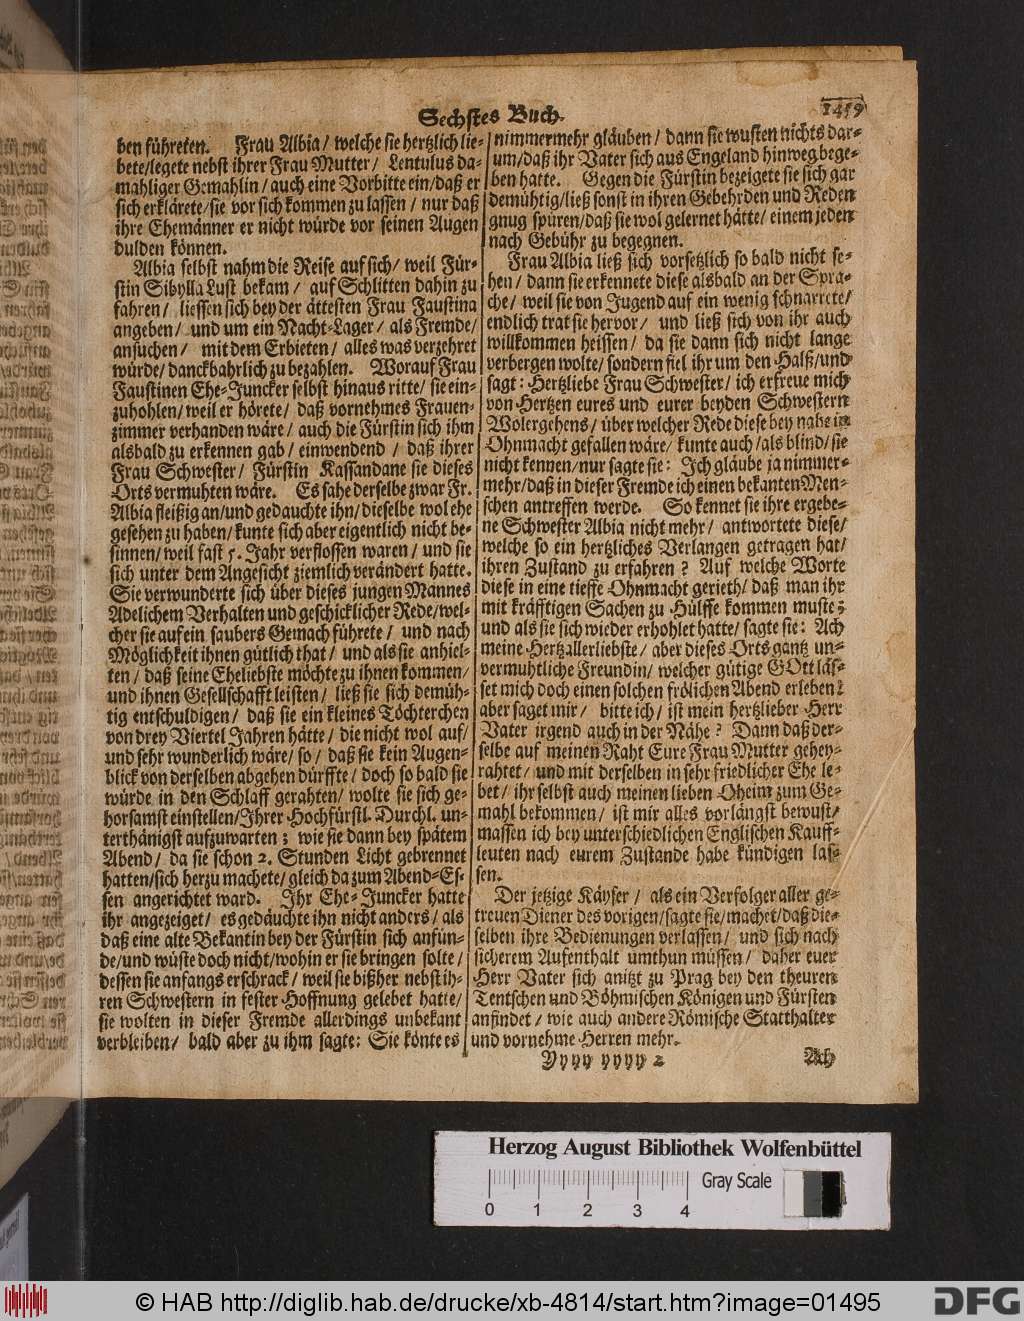 Sechstes Buch.
1459
ben führeten. Frau Albia/ welche sie hertzlich lie-
bete/legete nebst ihrer Frau Mutter/ Lentulus da-
mahliger Gemahlin/ auch eine Vorbitte ein/daß er
sich erklärete/sie vor sich kommen zu lassen/ nur daß
ihre Ehemänner er nicht würde vor seinen Augen
dulden können.
Albia selbst nahm die Reise auf sich/ weil Für-
stin Sibylla Lust bekam/ auf Schlitten dahin zu
fahren/ liessen sich bey der ältesten Frau Faustina
angeben/ und um ein Nacht-Lager/ als Fremde/
ansuchen/ mit dem Erbieten/ alles was verzehret
würde/ danckbahrlich zu bezahlen. Worauf Frau
Faustinen Ehe-Juncker selbst hinaus ritte/ sie ein-
zuhohlen/ weil er hörete/ daß vornehmes Frauen-
zimmer verhanden wäre/ auch die Fürstin sich ihm
alsbald zu erkennen gab/ einwendend/ daß ihrer
Frau Schwester/ Fürstin Kassandane sie dieses
Orts vermuhten wäre. Es sahe derselbe zwar Fr.
Albia fleißig an/und gedauchte ihn/ dieselbe wol ehe
gesehen zu haben/ kunte sich aber eigentlich nicht be-
sinnen/ weil fast 5. Jahr verflossen waren/ und sie
sich unter dem Angesicht ziemlich verändert hatte.
Sie verwunderte sich über dieses jungen Mannes
Adelichem Verhalten und geschicklicher Rede/ wel-
cher sie auf ein saubers Gemach führete/ und nach
Möglichkeit ihnen gütlich that/ und als sie anhiel-
ten/ daß seine Eheliebste möchte zu ihnen kommen/
und ihnen Gesellschafft leisten/ ließ sie sich demüh-
tig entschuldigen/ daß sie ein kleines Töchterchen
von drey Viertel Jahren hätte/ die nicht wol auf/
und sehr wunderlich wäre/ so/ daß sie kein Augen-
blick von derselben abgehen dürffte/ doch so bald sie
würde in den Schlaff gerahten/ wolte sie sich ge-
horsamst einstellen/Ihrer Hochfürstl. Durchl. un-
terthänigst aufzuwarten; wie sie dann bey spätem
Abend/ da sie schon 2. Stunden Licht gebrennet
hatten/sich herzu machete/ gleich da zum Abend-Es-
sen angerichtet ward. Ihr Ehe-Juncker hatte
ihr angezeiget/ es gedäuchte ihn nicht anders/ als
daß eine alte Bekantin bey der Fürstin sich anfün-
de/und wüste doch nicht/wohin er sie bringen solte/
dessen sie anfangs erschrack/ weil sie bißher nebst ih-
ren Schwestern in fester Hoffnung gelebet hatte/
sie wolten in dieser Fremde allerdings unbekant
verbleiben/ bald aber zu ihm sagte: Sie könte es
nimmermehr gläuben/ dann sie wusten nichts dar-
um/daß ihr Vater sich aus Engeland hinweg bege-
ben hatte. Gegen die Fürstin bezeigete sie sich gar
demühtig/ließ sonst in ihren Gebehrden und Reden
gnug spüren/daß sie wol gelernet hätte/ einem jeden
nach Gebühr zu begegnen.
Frau Albia ließ sich vorsetzlich so bald nicht se-
hen/ dann sie erkennete diese alsbald an der Spra-
che/ weil sie von Jugend auf ein wenig schnarrete/
endlich trat sie hervor/ und ließ sich von ihr auch
willkommen heissen/ da sie dann sich nicht lange
verbergen wolte/ sondern fiel ihr um den Halß/und
sagt: Hertzliebe Frau Schwester/ ich erfreue mich
von Hertzen eures und eurer beyden Schwestern
Wolergehens/ über welcher Rede diese bey nahe in
Ohnmacht gefallen wäre/ kunte auch/als blind/sie
nicht kennen/nur sagte sie: Ich gläube ja nimmer-
mehr/daß in dieser Fremde ich einen bekanten Men-
schen antreffen werde. So kennet sie ihre ergebe-
ne Schwester Albia nicht mehr/ antwortete diese/
welche so ein hertzliches Verlangen getragen hat/
ihren Zustand zu erfahren? Auf welche Worte
diese in eine tieffe Ohnmacht gerieth/ daß man ihr
mit kräfftigen Sachen zu Hülffe kommen muste;
und als sie sich wieder erhohlet hatte/ sagte sie: Ach
meine Hertzallerliebste/ aber dieses Orts gantz un-
vermuhtliche Freundin/ welcher gütige GOtt läs-
set mich doch einen solchen frölichen Abend erleben?
aber saget mir/ bitte ich/ ist mein hertzlieber Herr
Vater irgend auch in der Nähe? Dann daß der-
selbe auf meinen Raht Eure Frau Mutter gehey-
rahtet/ und mit derselben in sehr friedlicher Ehe le-
bet/ ihr selbst auch meinen lieben Oheim zum Ge-
mahl bekommen/ ist mir alles vorlängst bewust/
massen ich bey unterschiedlichen Englischen Kauff-
leuten nach eurem Zustande habe kündigen las-
sen.
Der jetzige Käyser/ als ein Verfolger aller ge-
treuen Diener des vorigen/sagte sie/machet/daß die-
selben ihre Bedienungen verlassen/ und sich nach
sicherem Aufenthalt umthun müssen/ daher euer
Herr Vater sich anitzt zu Prag bey den theuren
Teutschen und Böhmischen Königen und Fürsten
anfindet/ wie auch andere Römische Statthalter
und vornehme Herren mehr.
Yyyy yyyy 2
Ach
Herzog August Bibliothek Wolfenbüttel
Gray Scale
0 1 2 3 4
© HAB http://diglib.hab.de/drucke/xb-4814/start.htm?image=01495
DFG